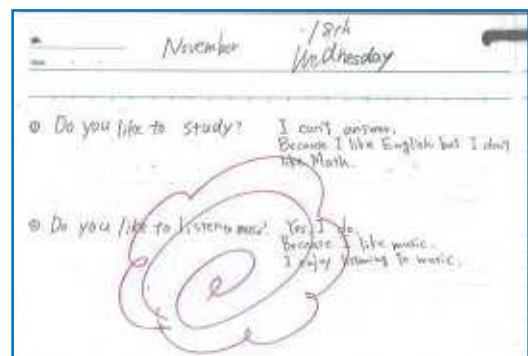 November 18th
Wednesday
Do you like to study? I can't answer.
Because I like English but I don't
like Math.
Do you like to listen to music? Yes, I do.
Because I like music.
I enjoy listening to music.